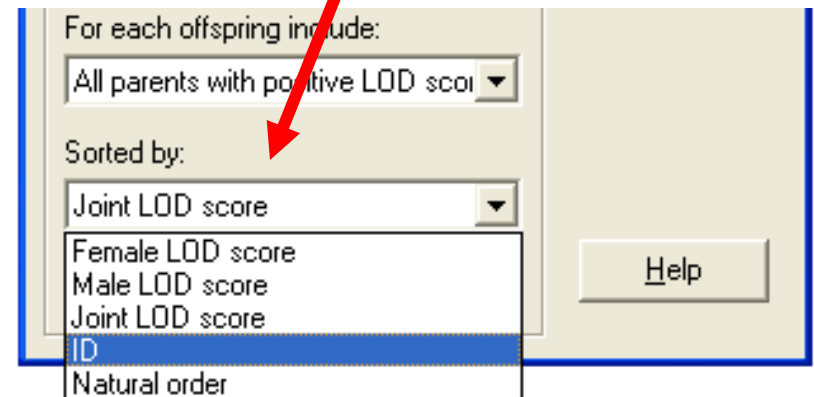 For each offspring include:
All parents with positive LOD scor
Sorted by:
Joint LOD score
Female LOD score
Male LOD score
Joint LOD score
ID
Natural order
Help